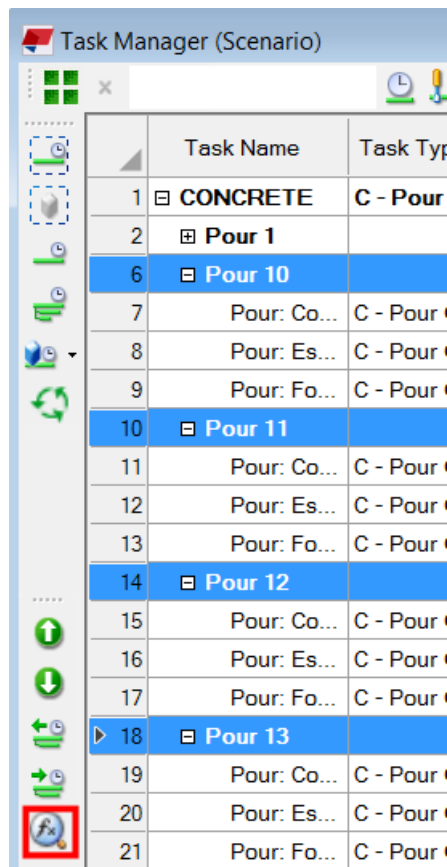 Task Manager (Scenario)
Task Name Task Typ
1 CONCRETE C - Pour
2 Pour 1
6 Pour 10
7 Pour: Co... C - Pour
8 Pour: Es... C - Pour
9 Pour: Fo... C - Pour
10 Pour 11
11 Pour: Co... C - Pour
12 Pour: Es... C - Pour
13 Pour: Fo... C - Pour
14 Pour 12
15 Pour: Co... C - Pour
16 Pour: Es... C - Pour
17 Pour: Fo... C - Pour
18 Pour 13
19 Pour: Co... C - Pour
20 Pour: Es... C - Pour
21 Pour: Fo... C - Pour
fx